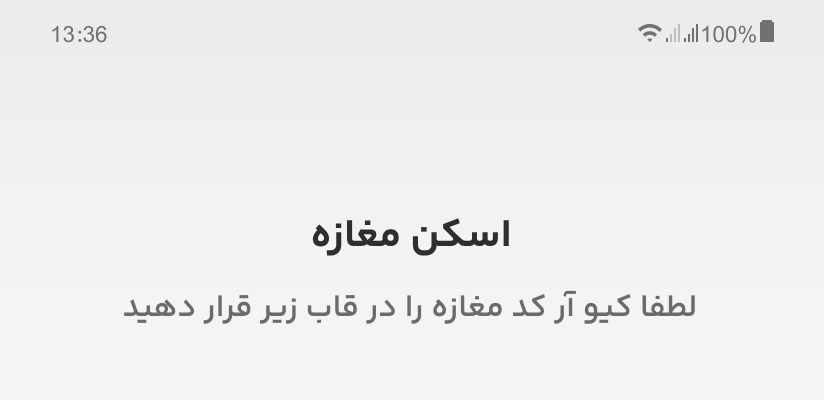 13:36 100%
اسکن مغازه
لطفا کیو آر کد مغازه را در قاب زیر قرار دهید